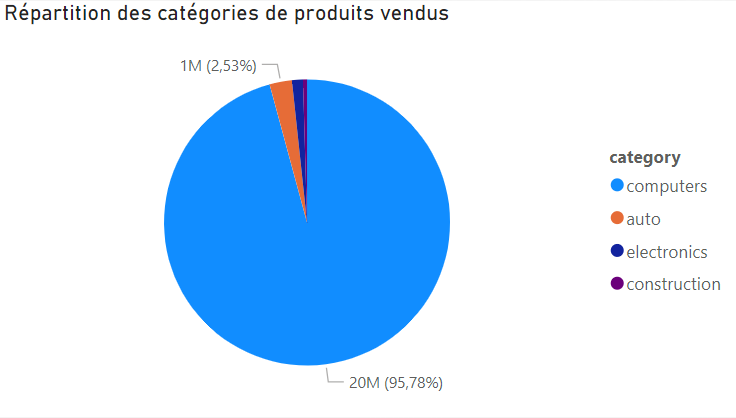 Répartition des catégories de produits vendus
1M (2,53%)
category
computers
auto
electronics
construction
20M (95,78%)